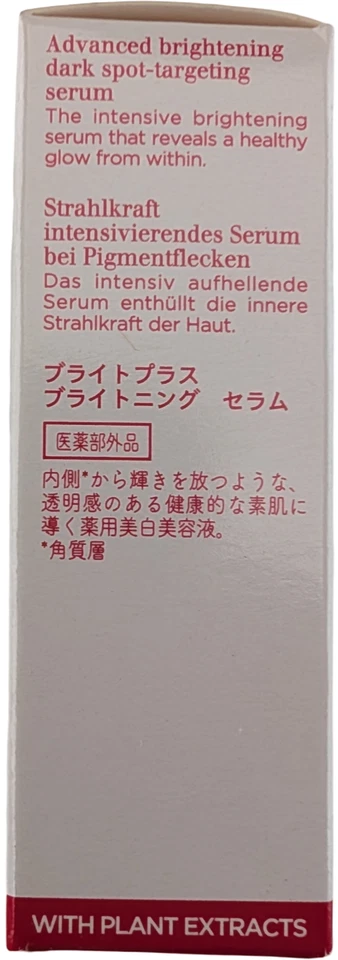 Advanced brightening
dark spot-targeting
serum
The intensive brightening
serum that reveals a healthy
glow from within.
Strahlkraft
intensivierendes Serum
bei Pigmentflecken
Das intensiv aufhellende
Serum enthüllt die innere
Strahlkraft der Haut.
ブライトプラス
ブライトニング　セラム
医薬部外品
内側*から輝きを放つような、
透明感のある健康的な素肌に
導く薬用美白美容液。
*角質層
WITH PLANT EXTRACTS